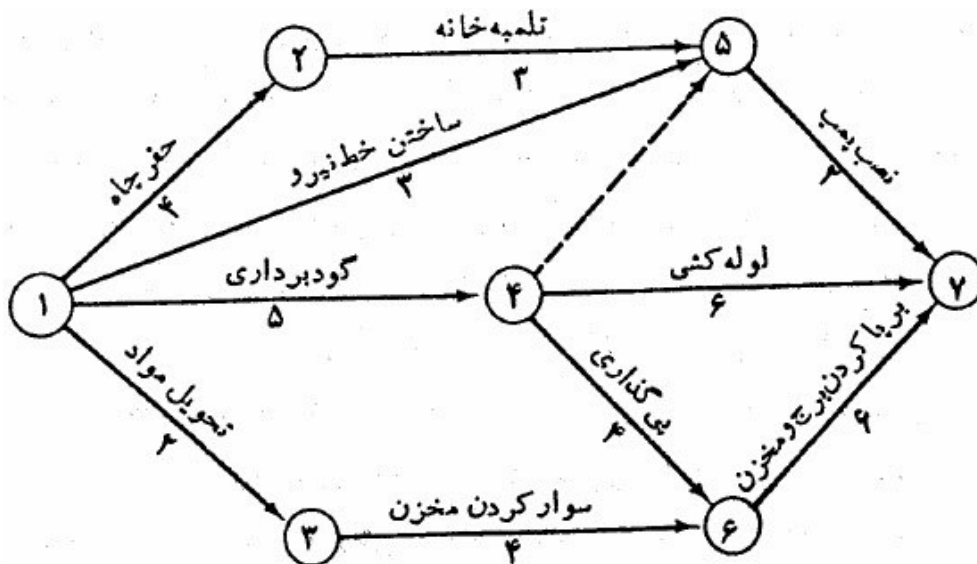 تلمبه‌خانه
۲
۵
۳
حفر چاه
۴
ساختن خط نیرو
۳
نصب پمپ
۲
گودبرداری
لوله‌کشی
۱
۴
۷
۵
۶
تحویل مواد
۲
پی‌گذاری
۴
برپا کردن برج و مخزن
۶
سوار کردن مخزن
۳
۶
۴